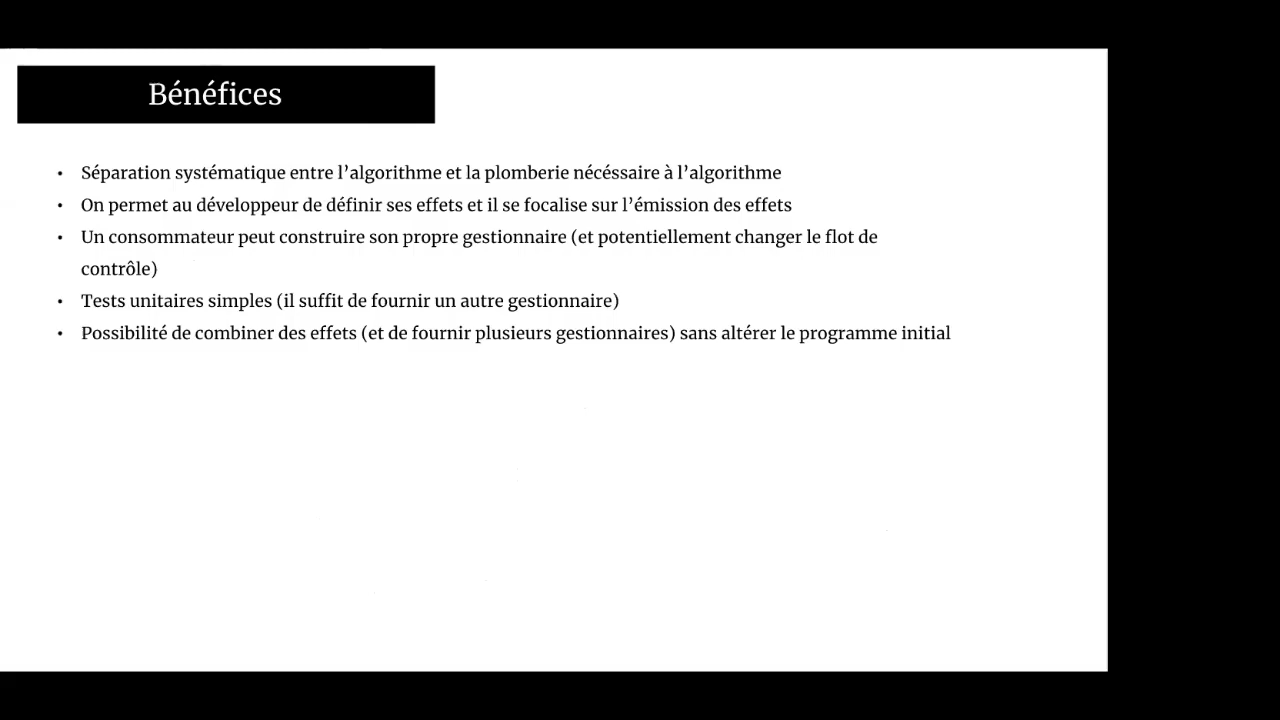 Bénéfices
• Séparation systématique entre l’algorithme et la plomberie nécéssaire à l’algorithme
• On permet au développeur de définir ses effets et il se focalise sur l’émission des effets
• Un consommateur peut construire son propre gestionnaire (et potentiellement changer le flot de
contrôle)
• Tests unitaires simples (il suffit de fournir un autre gestionnaire)
• Possibilité de combiner des effets (et de fournir plusieurs gestionnaires) sans altérer le programme initial